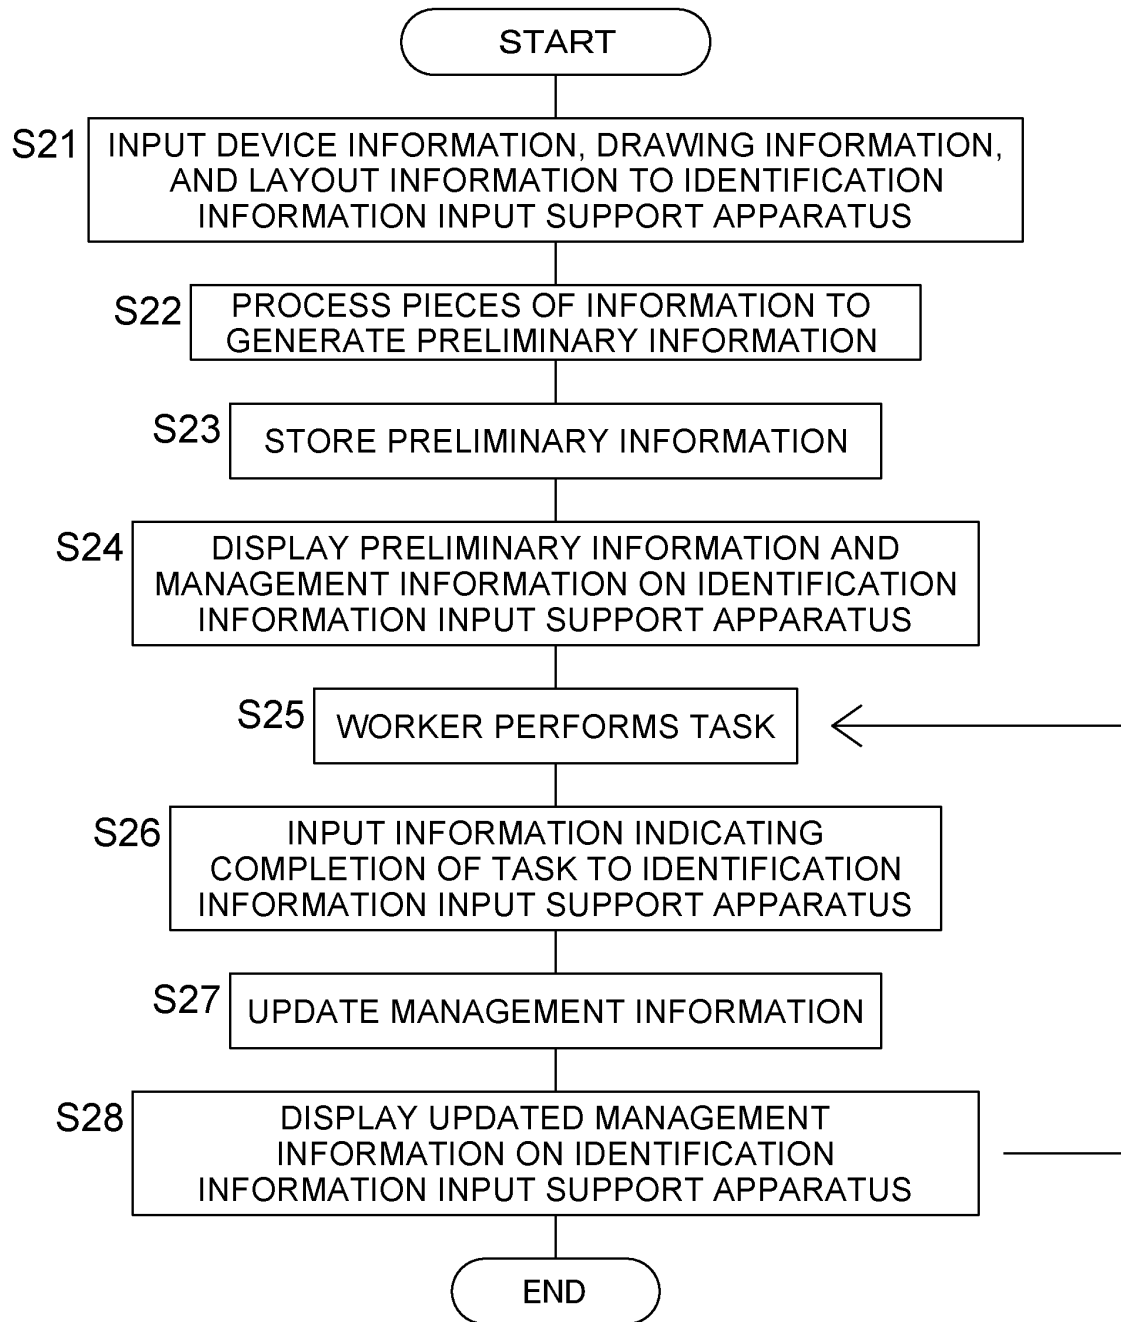 START
S21
INPUT DEVICE INFORMATION, DRAWING INFORMATION,
AND LAYOUT INFORMATION TO IDENTIFICATION
INFORMATION INPUT SUPPORT APPARATUS
S22
PROCESS PIECES OF INFORMATION TO
GENERATE PRELIMINARY INFORMATION
S23
STORE PRELIMINARY INFORMATION
S24
DISPLAY PRELIMINARY INFORMATION AND
MANAGEMENT INFORMATION ON IDENTIFICATION
INFORMATION INPUT SUPPORT APPARATUS
S25
WORKER PERFORMS TASK
S26
INPUT INFORMATION INDICATING
COMPLETION OF TASK TO IDENTIFICATION
INFORMATION INPUT SUPPORT APPARATUS
S27
UPDATE MANAGEMENT INFORMATION
S28
DISPLAY UPDATED MANAGEMENT
INFORMATION ON IDENTIFICATION
INFORMATION INPUT SUPPORT APPARATUS
END